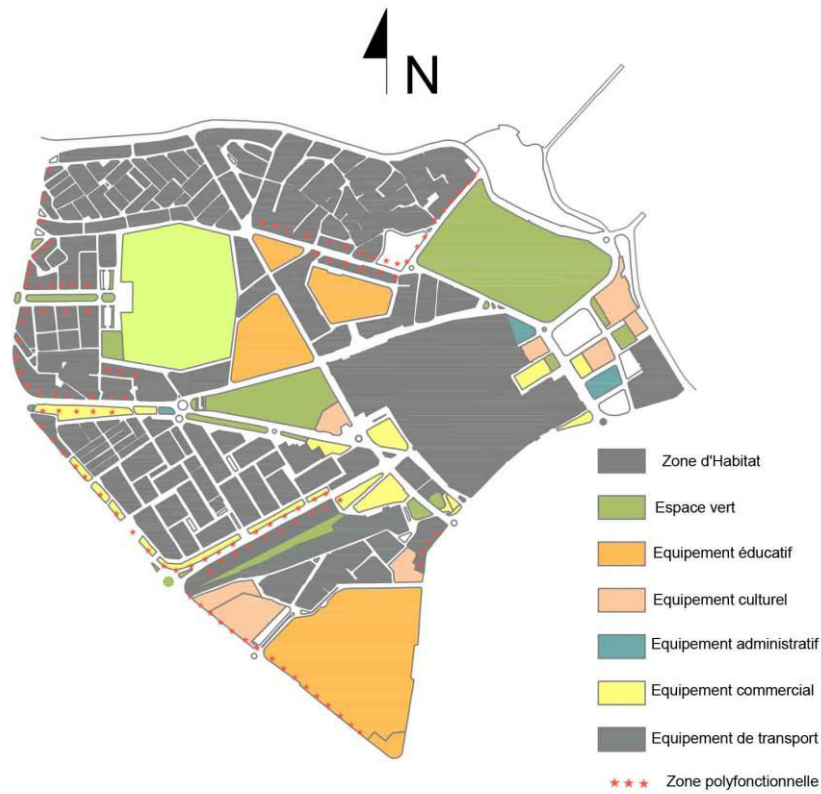 N
Zone d'Habitat
Espace vert
Equipement éducatif
Equipement culturel
Equipement administratif
Equipement commercial
Equipement de transport
Zone polyfonctionnelle